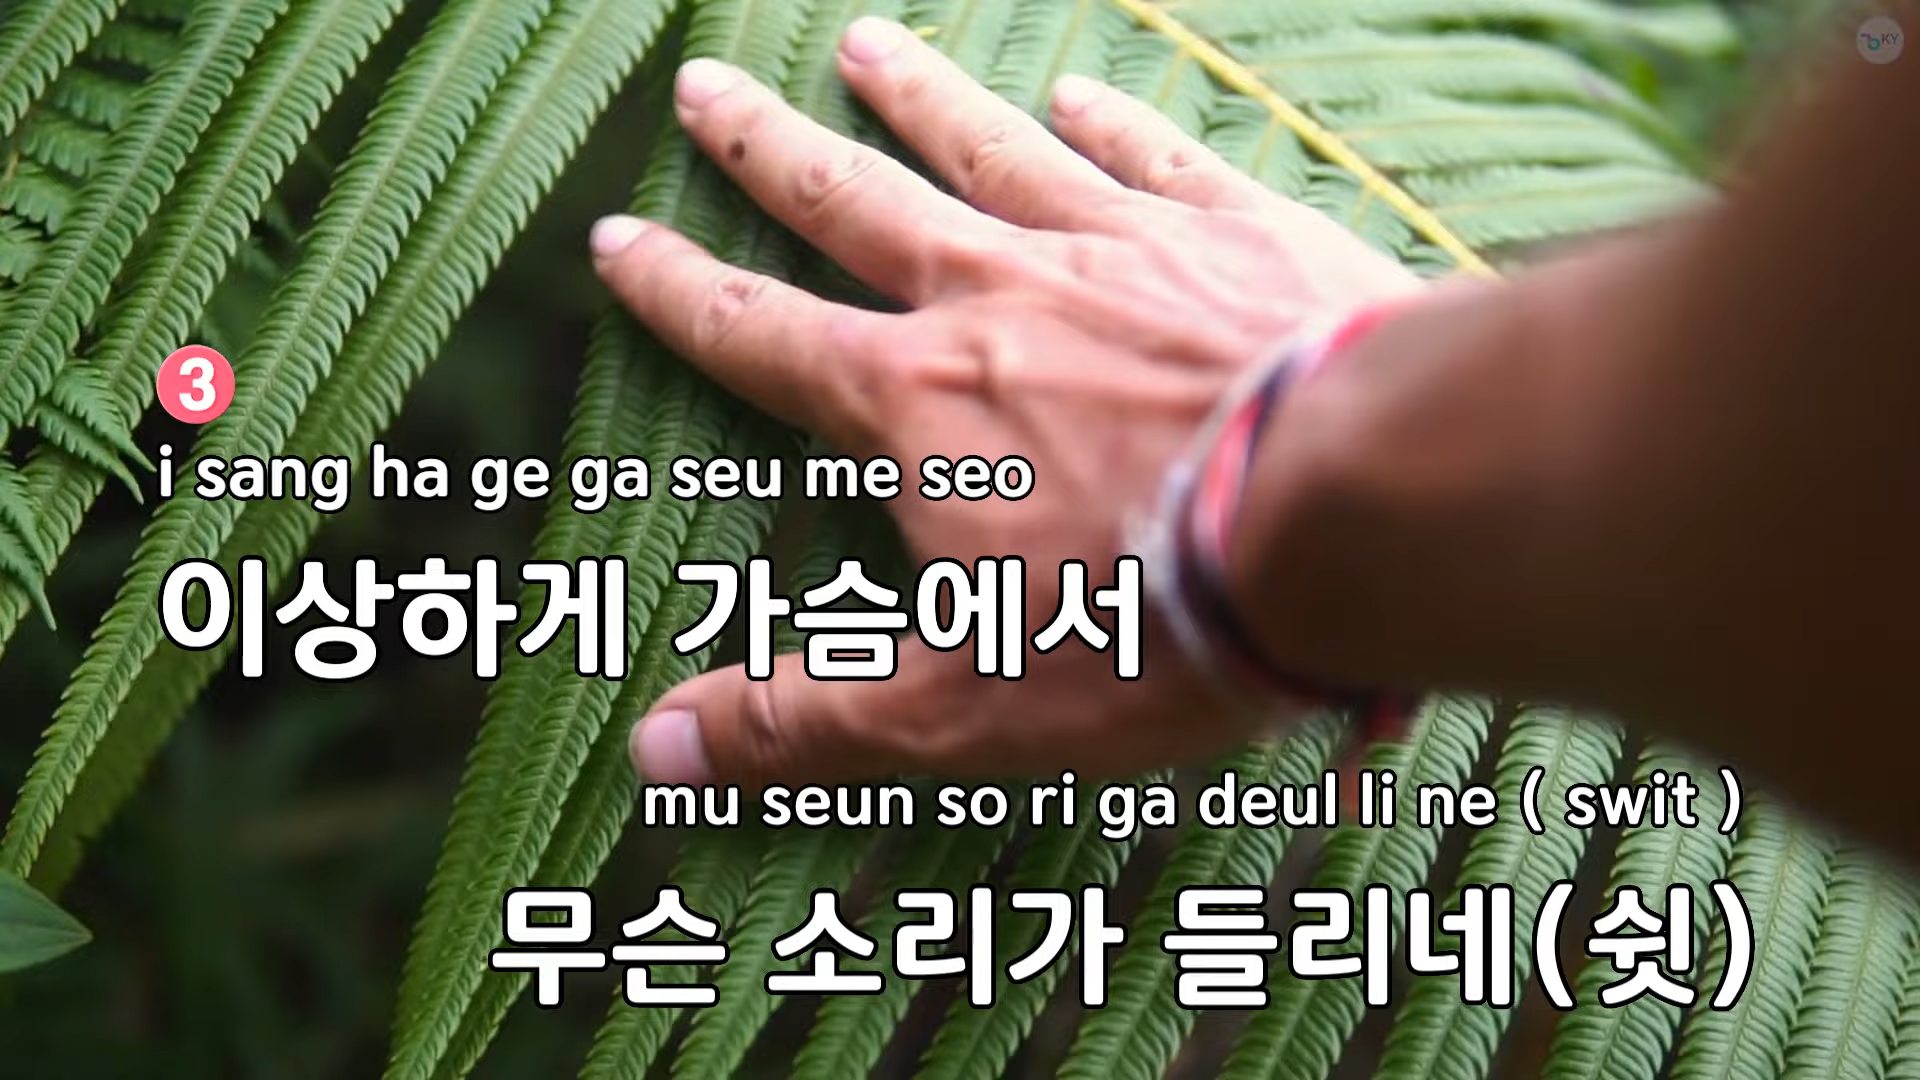 KY
3
i sang ha ge ga seu me seo
이상하게 가슴에서
mu seun so ri ga deul li ne ( swit )
무슨 소리가 들리네(쉿)